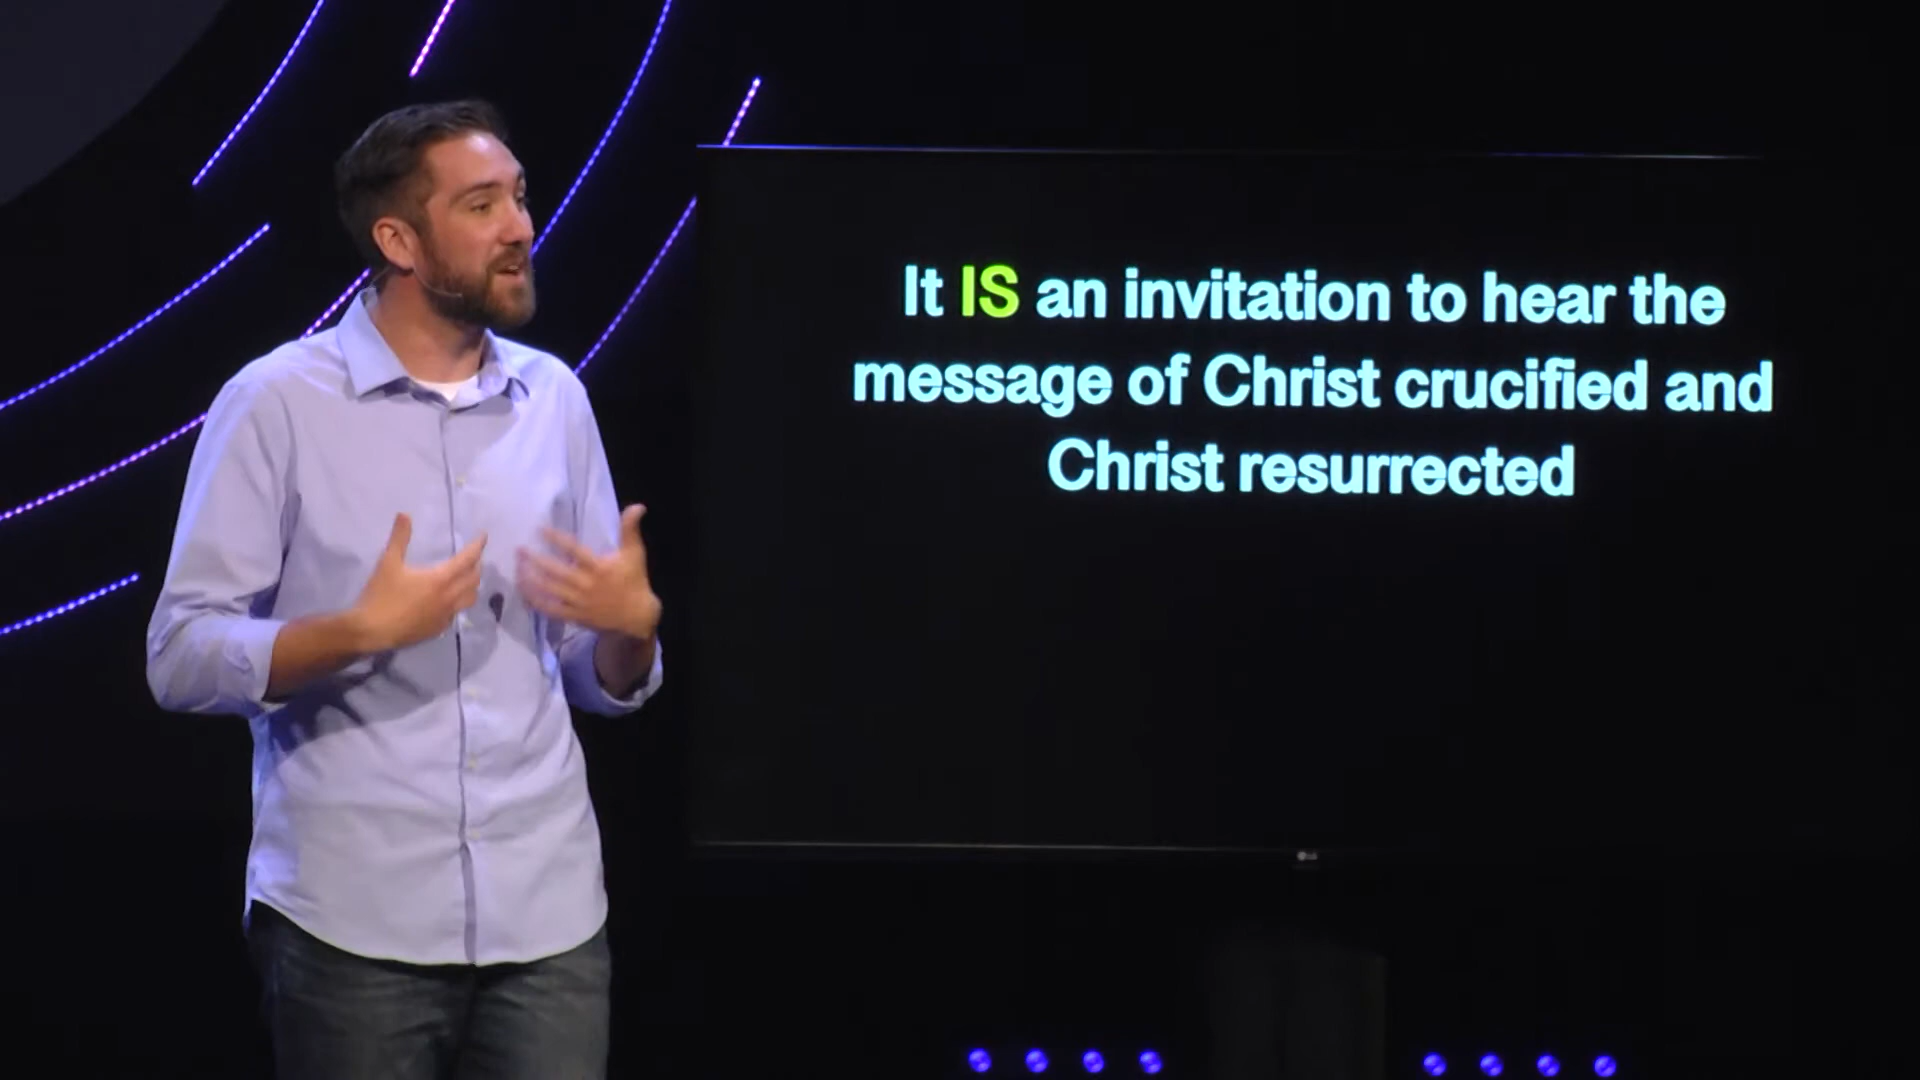 It IS an invitation to hear the
message of Christ crucified and
Christ resurrected